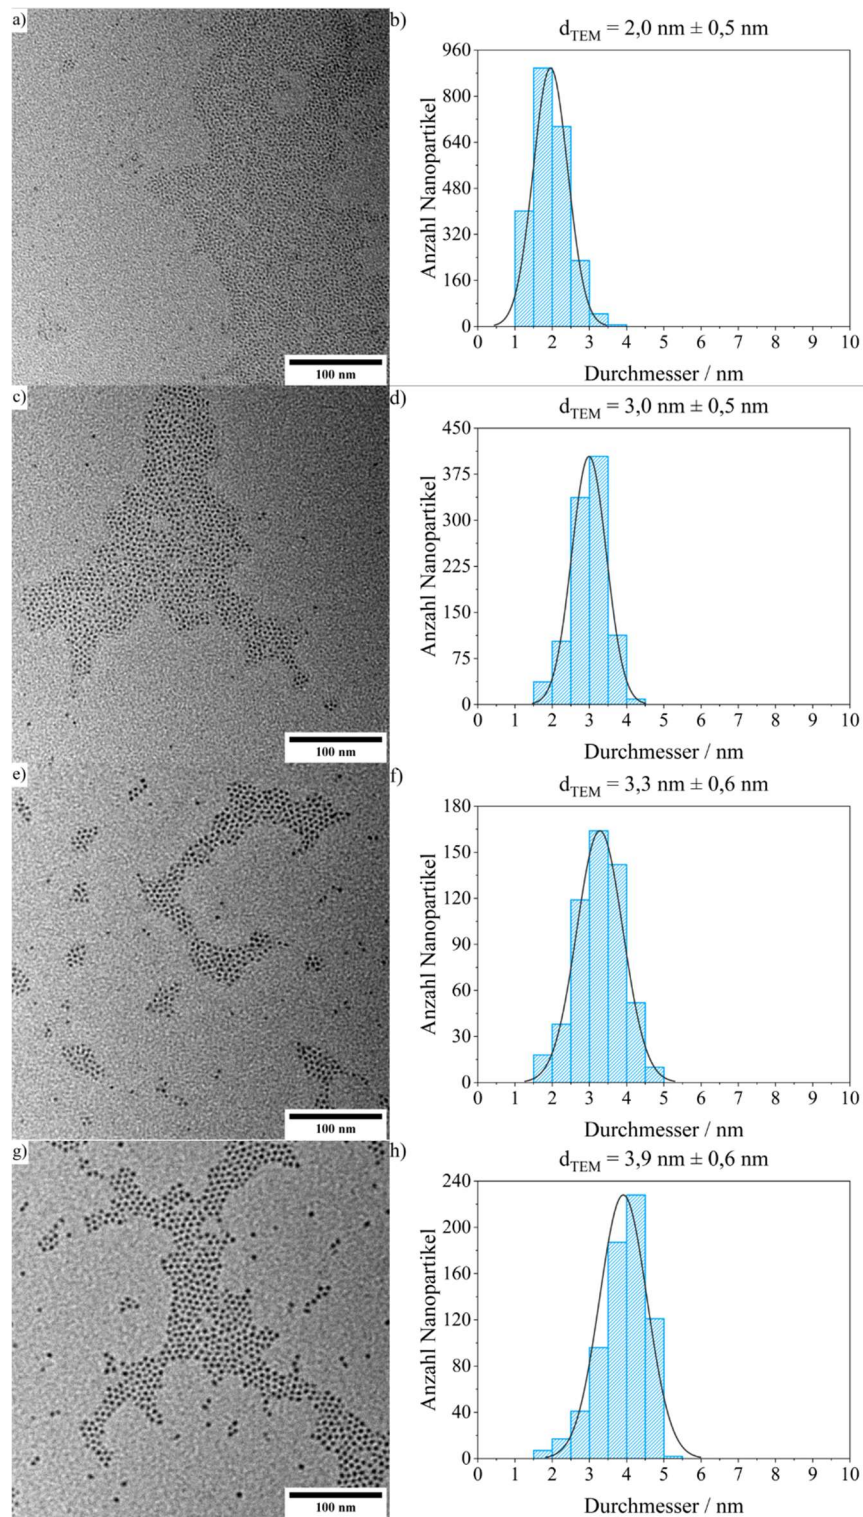 a)
100 nm
b)
d_TEM = 2,0 nm ± 0,5 nm
Anzahl Nanopartikel
960
800
640
480
320
160
0
0 1 2 3 4 5 6 7 8 9 10
Durchmesser / nm
c)
100 nm
d)
d_TEM = 3,0 nm ± 0,5 nm
Anzahl Nanopartikel
450
375
300
225
150
75
0
0 1 2 3 4 5 6 7 8 9 10
Durchmesser / nm
e)
100 nm
f)
d_TEM = 3,3 nm ± 0,6 nm
Anzahl Nanopartikel
180
150
120
90
60
30
0
0 1 2 3 4 5 6 7 8 9 10
Durchmesser / nm
g)
100 nm
h)
d_TEM = 3,9 nm ± 0,6 nm
Anzahl Nanopartikel
240
200
160
120
80
40
0
0 1 2 3 4 5 6 7 8 9 10
Durchmesser / nm